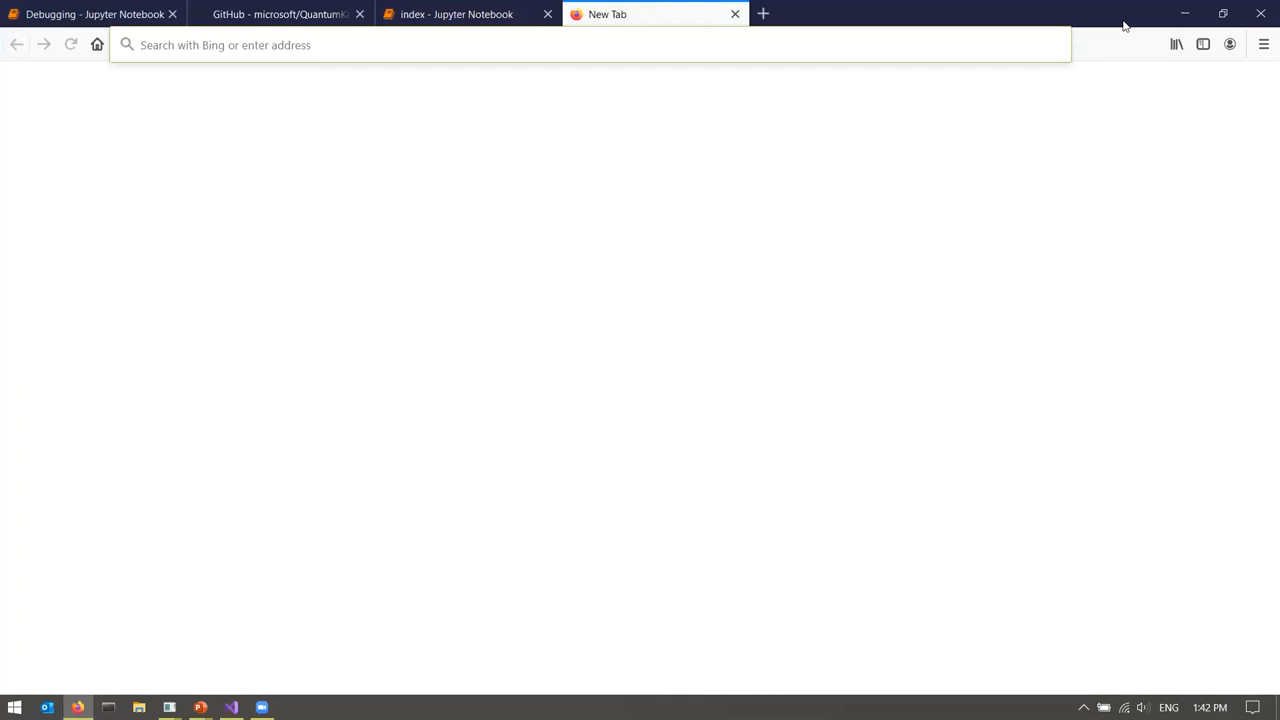 Debugging - Jupyter Notebook
GitHub - microsoft/Quantum
index - Jupyter Notebook
New Tab
Search with Bing or enter address
ENG
1:42 PM